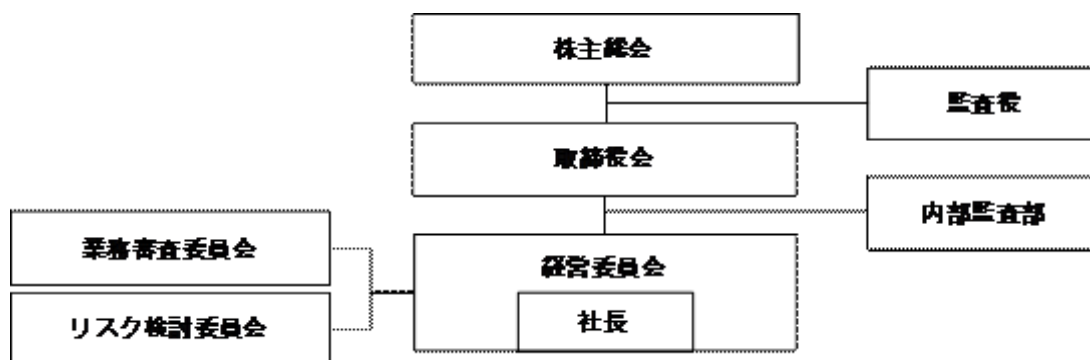 株主総会
監査役
取締役会
内部監査部
業務審査委員会
経営委員会
リスク検討委員会
社長